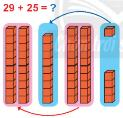 29 + 25 = ?